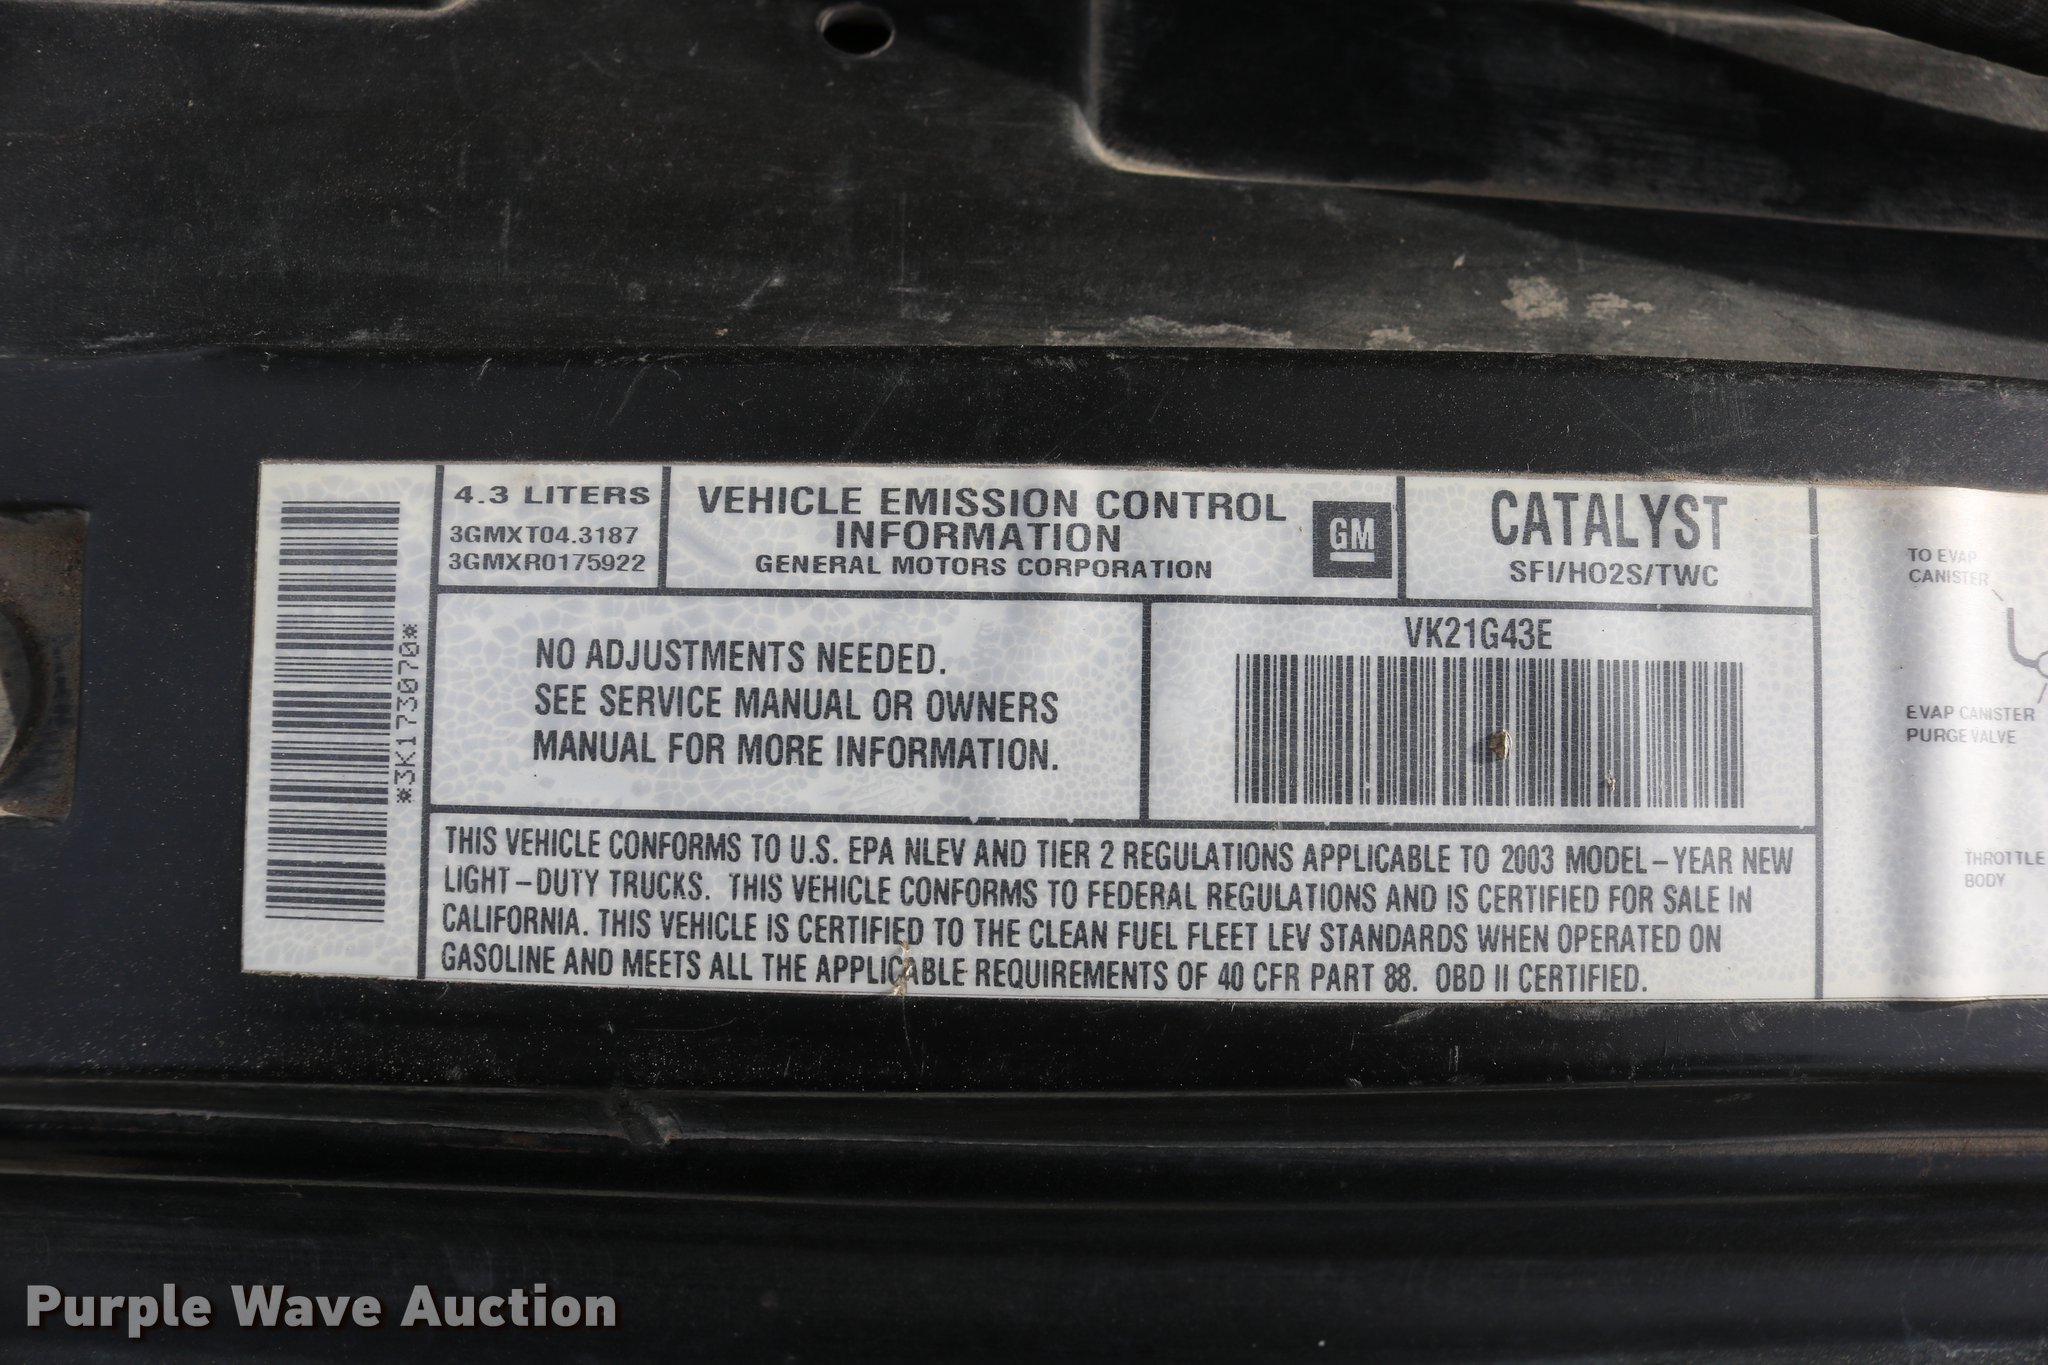 *3K173070*
4.3 LITERS
3GMXT04.3187
3GMXR0175922
VEHICLE EMISSION CONTROL
INFORMATION
GENERAL MOTORS CORPORATION
GM
CATALYST
SFI/HO2S/TWC
NO ADJUSTMENTS NEEDED.
SEE SERVICE MANUAL OR OWNERS
MANUAL FOR MORE INFORMATION.
VK21G43E
THIS VEHICLE CONFORMS TO U.S. EPA NLEV AND TIER 2 REGULATIONS APPLICABLE TO 2003 MODEL-YEAR NEW
LIGHT-DUTY TRUCKS. THIS VEHICLE CONFORMS TO FEDERAL REGULATIONS AND IS CERTIFIED FOR SALE IN
CALIFORNIA. THIS VEHICLE IS CERTIFIED TO THE CLEAN FUEL FLEET LEV STANDARDS WHEN OPERATED ON
GASOLINE AND MEETS ALL THE APPLICABLE REQUIREMENTS OF 40 CFR PART 88. OBD II CERTIFIED.
TO EVAP
CANISTER
EVAP CANISTER
PURGE VALVE
THROTTLE
BODY
Purple Wave Auction